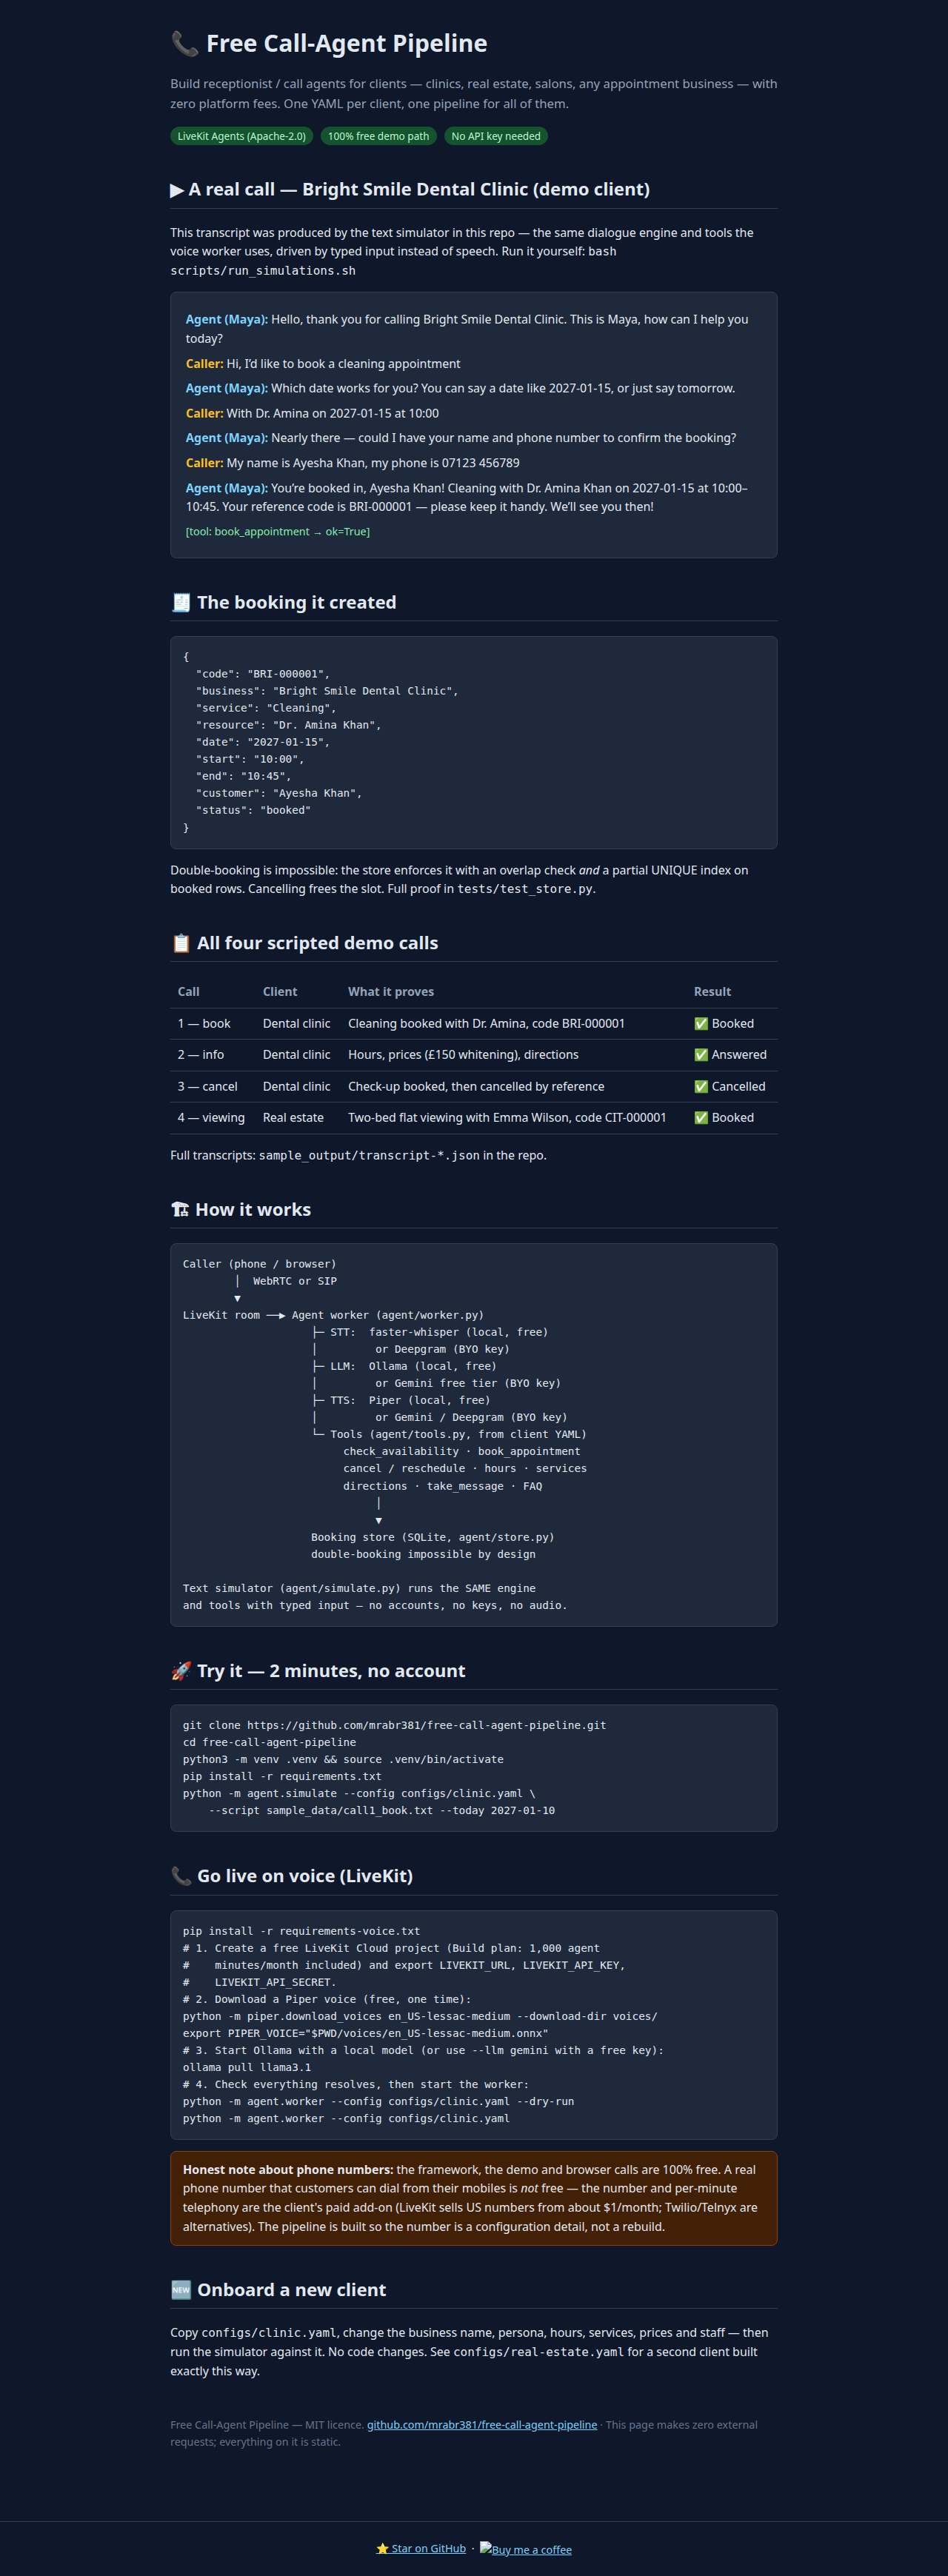 📞 Free Call-Agent Pipeline
Build receptionist / call agents for clients — clinics, real estate, salons, any appointment business — with
zero platform fees. One YAML per client, one pipeline for all of them.
LiveKit Agents (Apache-2.0) 100% free demo path No API key needed
▶ A real call — Bright Smile Dental Clinic (demo client)
This transcript was produced by the text simulator in this repo — the same dialogue engine and tools the
voice worker uses, driven by typed input instead of speech. Run it yourself: bash
scripts/run_simulations.sh
Agent (Maya): Hello, thank you for calling Bright Smile Dental Clinic. This is Maya, how can I help you
today?
Caller: Hi, I’d like to book a cleaning appointment
Agent (Maya): Which date works for you? You can say a date like 2027-01-15, or just say tomorrow.
Caller: With Dr. Amina on 2027-01-15 at 10:00
Agent (Maya): Nearly there — could I have your name and phone number to confirm the booking?
Caller: My name is Ayesha Khan, my phone is 07123 456789
Agent (Maya): You’re booked in, Ayesha Khan! Cleaning with Dr. Amina Khan on 2027-01-15 at 10:00–
10:45. Your reference code is BRI-000001 — please keep it handy. We’ll see you then!
[tool: book_appointment → ok=True]
🧾 The booking it created
{
  "code": "BRI-000001",
  "business": "Bright Smile Dental Clinic",
  "service": "Cleaning",
  "resource": "Dr. Amina Khan",
  "date": "2027-01-15",
  "start": "10:00",
  "end": "10:45",
  "customer": "Ayesha Khan",
  "status": "booked"
}
Double-booking is impossible: the store enforces it with an overlap check and a partial UNIQUE index on
booked rows. Cancelling frees the slot. Full proof in tests/test_store.py.
📋 All four scripted demo calls
Call Client What it proves Result
1 — book Dental clinic Cleaning booked with Dr. Amina, code BRI-000001 ✅ Booked
2 — info Dental clinic Hours, prices (£150 whitening), directions ✅ Answered
3 — cancel Dental clinic Check-up booked, then cancelled by reference ✅ Cancelled
4 — viewing Real estate Two-bed flat viewing with Emma Wilson, code CIT-000001 ✅ Booked
Full transcripts: sample_output/transcript-*.json in the repo.
🏗 How it works
Caller (phone / browser)
        │  WebRTC or SIP
        ▼
LiveKit room ──▶ Agent worker (agent/worker.py)
                    ├─ STT:  faster-whisper (local, free)
                    │         or Deepgram (BYO key)
                    ├─ LLM:  Ollama (local, free)
                    │         or Gemini free tier (BYO key)
                    ├─ TTS:  Piper (local, free)
                    │         or Gemini / Deepgram (BYO key)
                    └─ Tools (agent/tools.py, from client YAML)
                         check_availability · book_appointment
                         cancel / reschedule · hours · services
                         directions · take_message · FAQ
                              │
                              ▼
                    Booking store (SQLite, agent/store.py)
                    double-booking impossible by design
Text simulator (agent/simulate.py) runs the SAME engine
and tools with typed input — no accounts, no keys, no audio.
🚀 Try it — 2 minutes, no account
git clone https://github.com/mrabr381/free-call-agent-pipeline.git
cd free-call-agent-pipeline
python3 -m venv .venv && source .venv/bin/activate
pip install -r requirements.txt
python -m agent.simulate --config configs/clinic.yaml \
    --script sample_data/call1_book.txt --today 2027-01-10
📞 Go live on voice (LiveKit)
pip install -r requirements-voice.txt
# 1. Create a free LiveKit Cloud project (Build plan: 1,000 agent
#    minutes/month included) and export LIVEKIT_URL, LIVEKIT_API_KEY,
#    LIVEKIT_API_SECRET.
# 2. Download a Piper voice (free, one time):
python -m piper.download_voices en_US-lessac-medium --download-dir voices/
export PIPER_VOICE="$PWD/voices/en_US-lessac-medium.onnx"
# 3. Start Ollama with a local model (or use --llm gemini with a free key):
ollama pull llama3.1
# 4. Check everything resolves, then start the worker:
python -m agent.worker --config configs/clinic.yaml --dry-run
python -m agent.worker --config configs/clinic.yaml
Honest note about phone numbers: the framework, the demo and browser calls are 100% free. A real
phone number that customers can dial from their mobiles is not free — the number and per-minute
telephony are the client's paid add-on (LiveKit sells US numbers from about $1/month; Twilio/Telnyx are
alternatives). The pipeline is built so the number is a configuration detail, not a rebuild.
🆕 Onboard a new client
Copy configs/clinic.yaml, change the business name, persona, hours, services, prices and staff — then
run the simulator against it. No code changes. See configs/real-estate.yaml for a second client built
exactly this way.
Free Call-Agent Pipeline — MIT licence. github.com/mrabr381/free-call-agent-pipeline · This page makes zero external
requests; everything on it is static.
⭐ Star on GitHub · Buy me a coffee